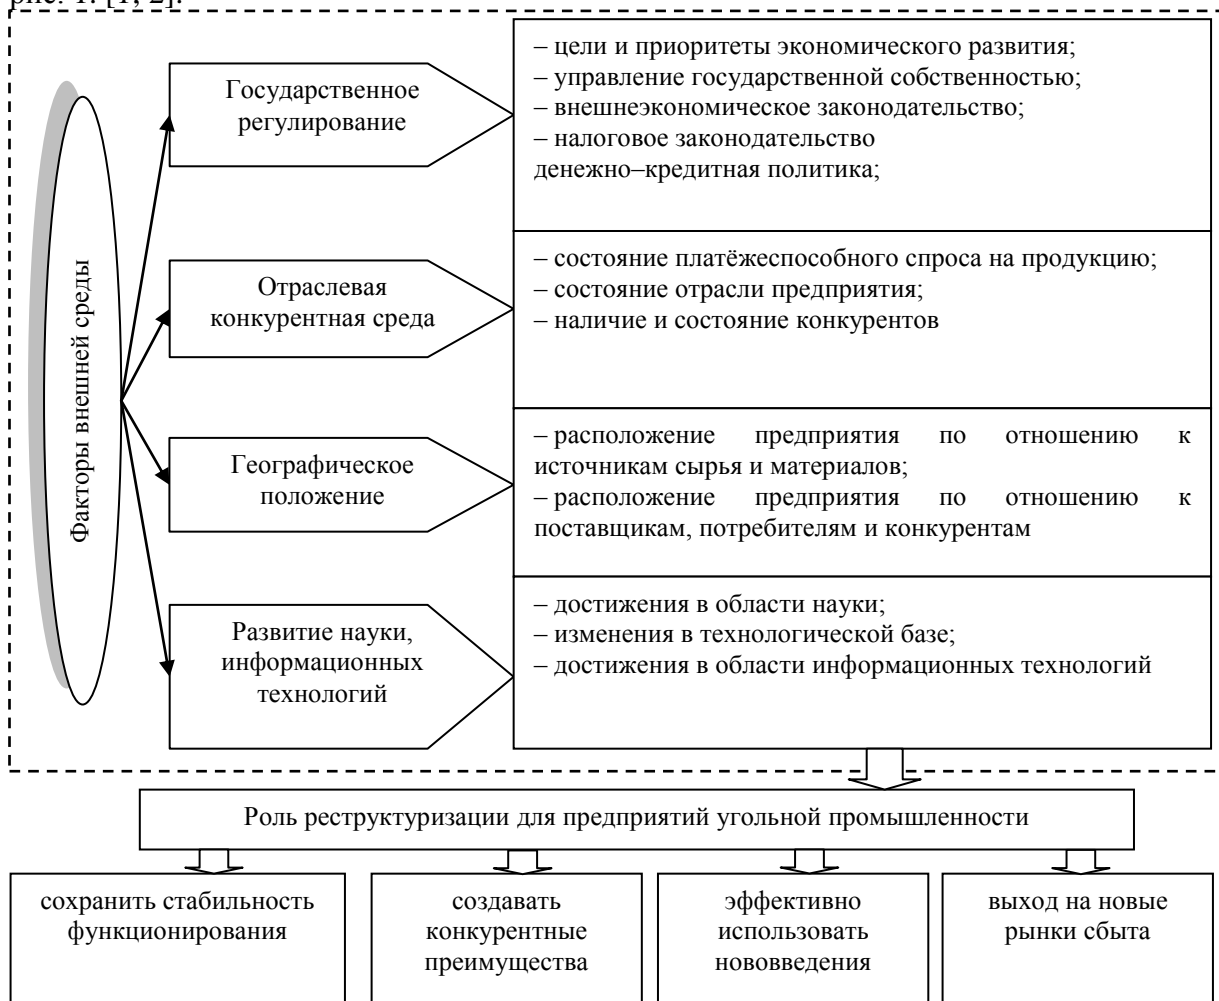 рис. 1. [1, 2].
Факторы внешней среды
Государственное
регулирование
– цели и приоритеты экономического развития;
– управление государственной собственностью;
– внешнеэкономическое законодательство;
– налоговое законодательство
денежно–кредитная политика;
Отраслевая
конкурентная среда
– состояние платёжеспособного спроса на продукцию;
– состояние отрасли предприятия;
– наличие и состояние конкурентов
Географическое
положение
– расположение предприятия по отношению к
источникам сырья и материалов;
– расположение предприятия по отношению к
поставщикам, потребителям и конкурентам
Развитие науки,
информационных
технологий
– достижения в области науки;
– изменения в технологической базе;
– достижения в области информационных технологий
Роль реструктуризации для предприятий угольной промышленности
сохранить стабильность
функционирования
создавать
конкурентные
преимущества
эффективно
использовать
нововведения
выход на новые
рынки сбыта